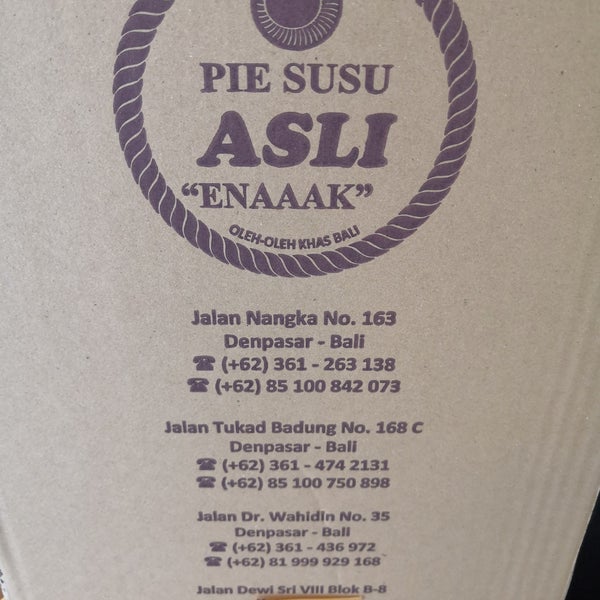 PIE SUSU
ASLI
“ENAAAK”
OLEH-OLEH KHAS BALI
Jalan Nangka No. 163
Denpasar - Bali
☎ (+62) 361 - 263 138
☎ (+62) 85 100 842 073
Jalan Tukad Badung No. 168 C
Denpasar - Bali
☎ (+62) 361 - 474 2131
☎ (+62) 85 100 750 898
Jalan Dr. Wahidin No. 35
Denpasar - Bali
☎ (+62) 361 - 436 972
☎ (+62) 81 999 929 168
Jalan Dewi Sri VIII Blok B-8